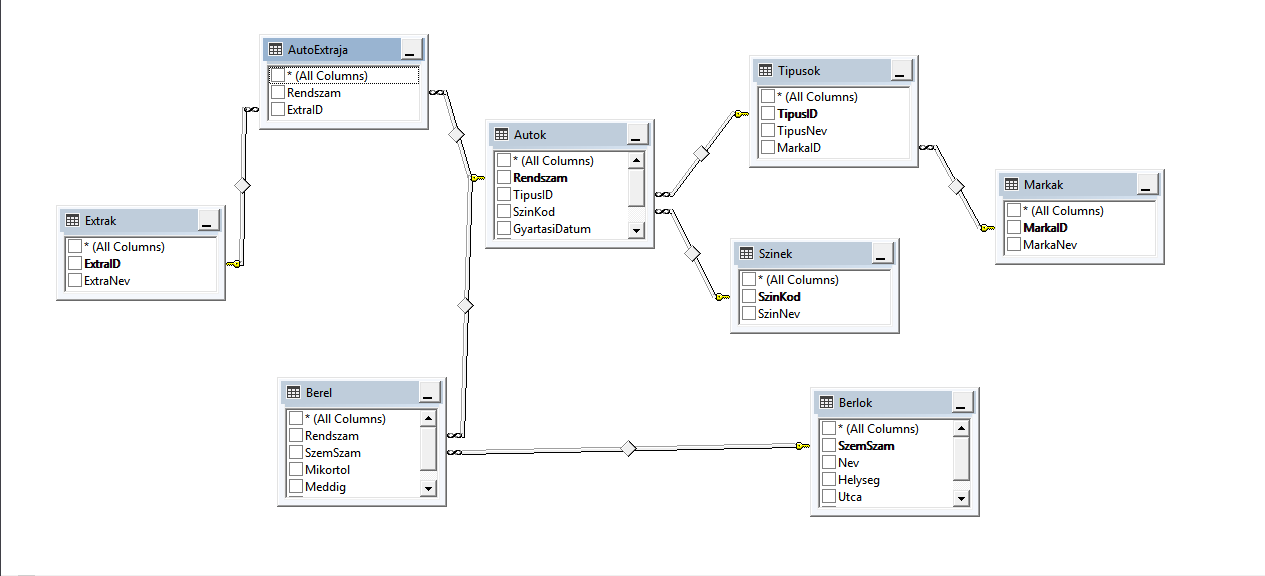 AutoExtraja
* (All Columns)
Rendszam
ExtraID
Extrak
* (All Columns)
ExtraID
ExtraNev
Autok
* (All Columns)
Rendszam
TipusID
SzinKod
GyartasiDatum
Tipusok
* (All Columns)
TipusID
TipusNev
MarkaID
Markak
* (All Columns)
MarkaID
MarkaNev
Szinek
* (All Columns)
SzinKod
SzinNev
Berel
* (All Columns)
Rendszam
SzemSzam
Mikortol
Meddig
Berlok
* (All Columns)
SzemSzam
Nev
Helyseg
Utca